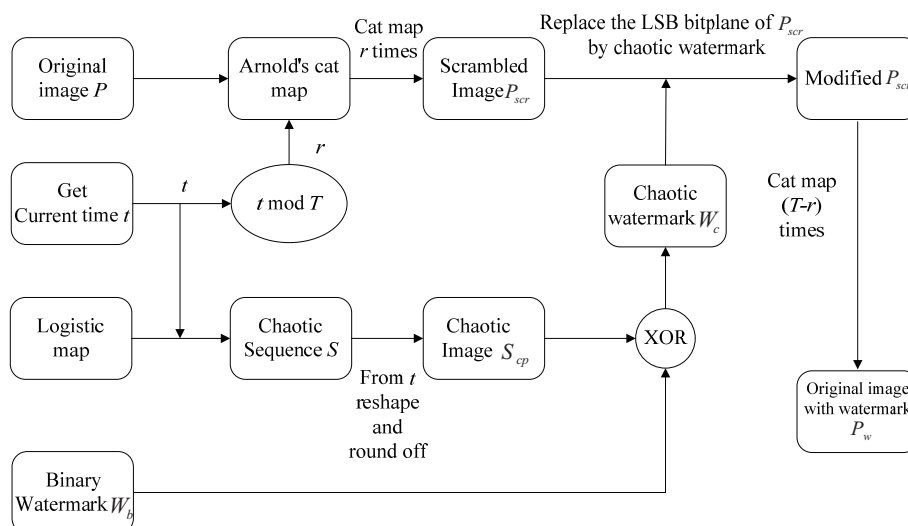 Cat map
r times
Replace the LSB bitplane of P_scr
by chaotic watermark
Original
image P
Arnold's cat
map
Scrambled
Image P_scr
Modified P_scr
r
Get
Current time t
t
t mod T
Chaotic
watermark W_c
Cat map
(T-r)
times
Logistic
map
Chaotic
Sequence S
Chaotic
Image S_cp
XOR
From t
reshape
and
round off
Original image
with watermark
P_w
Binary
Watermark W_b